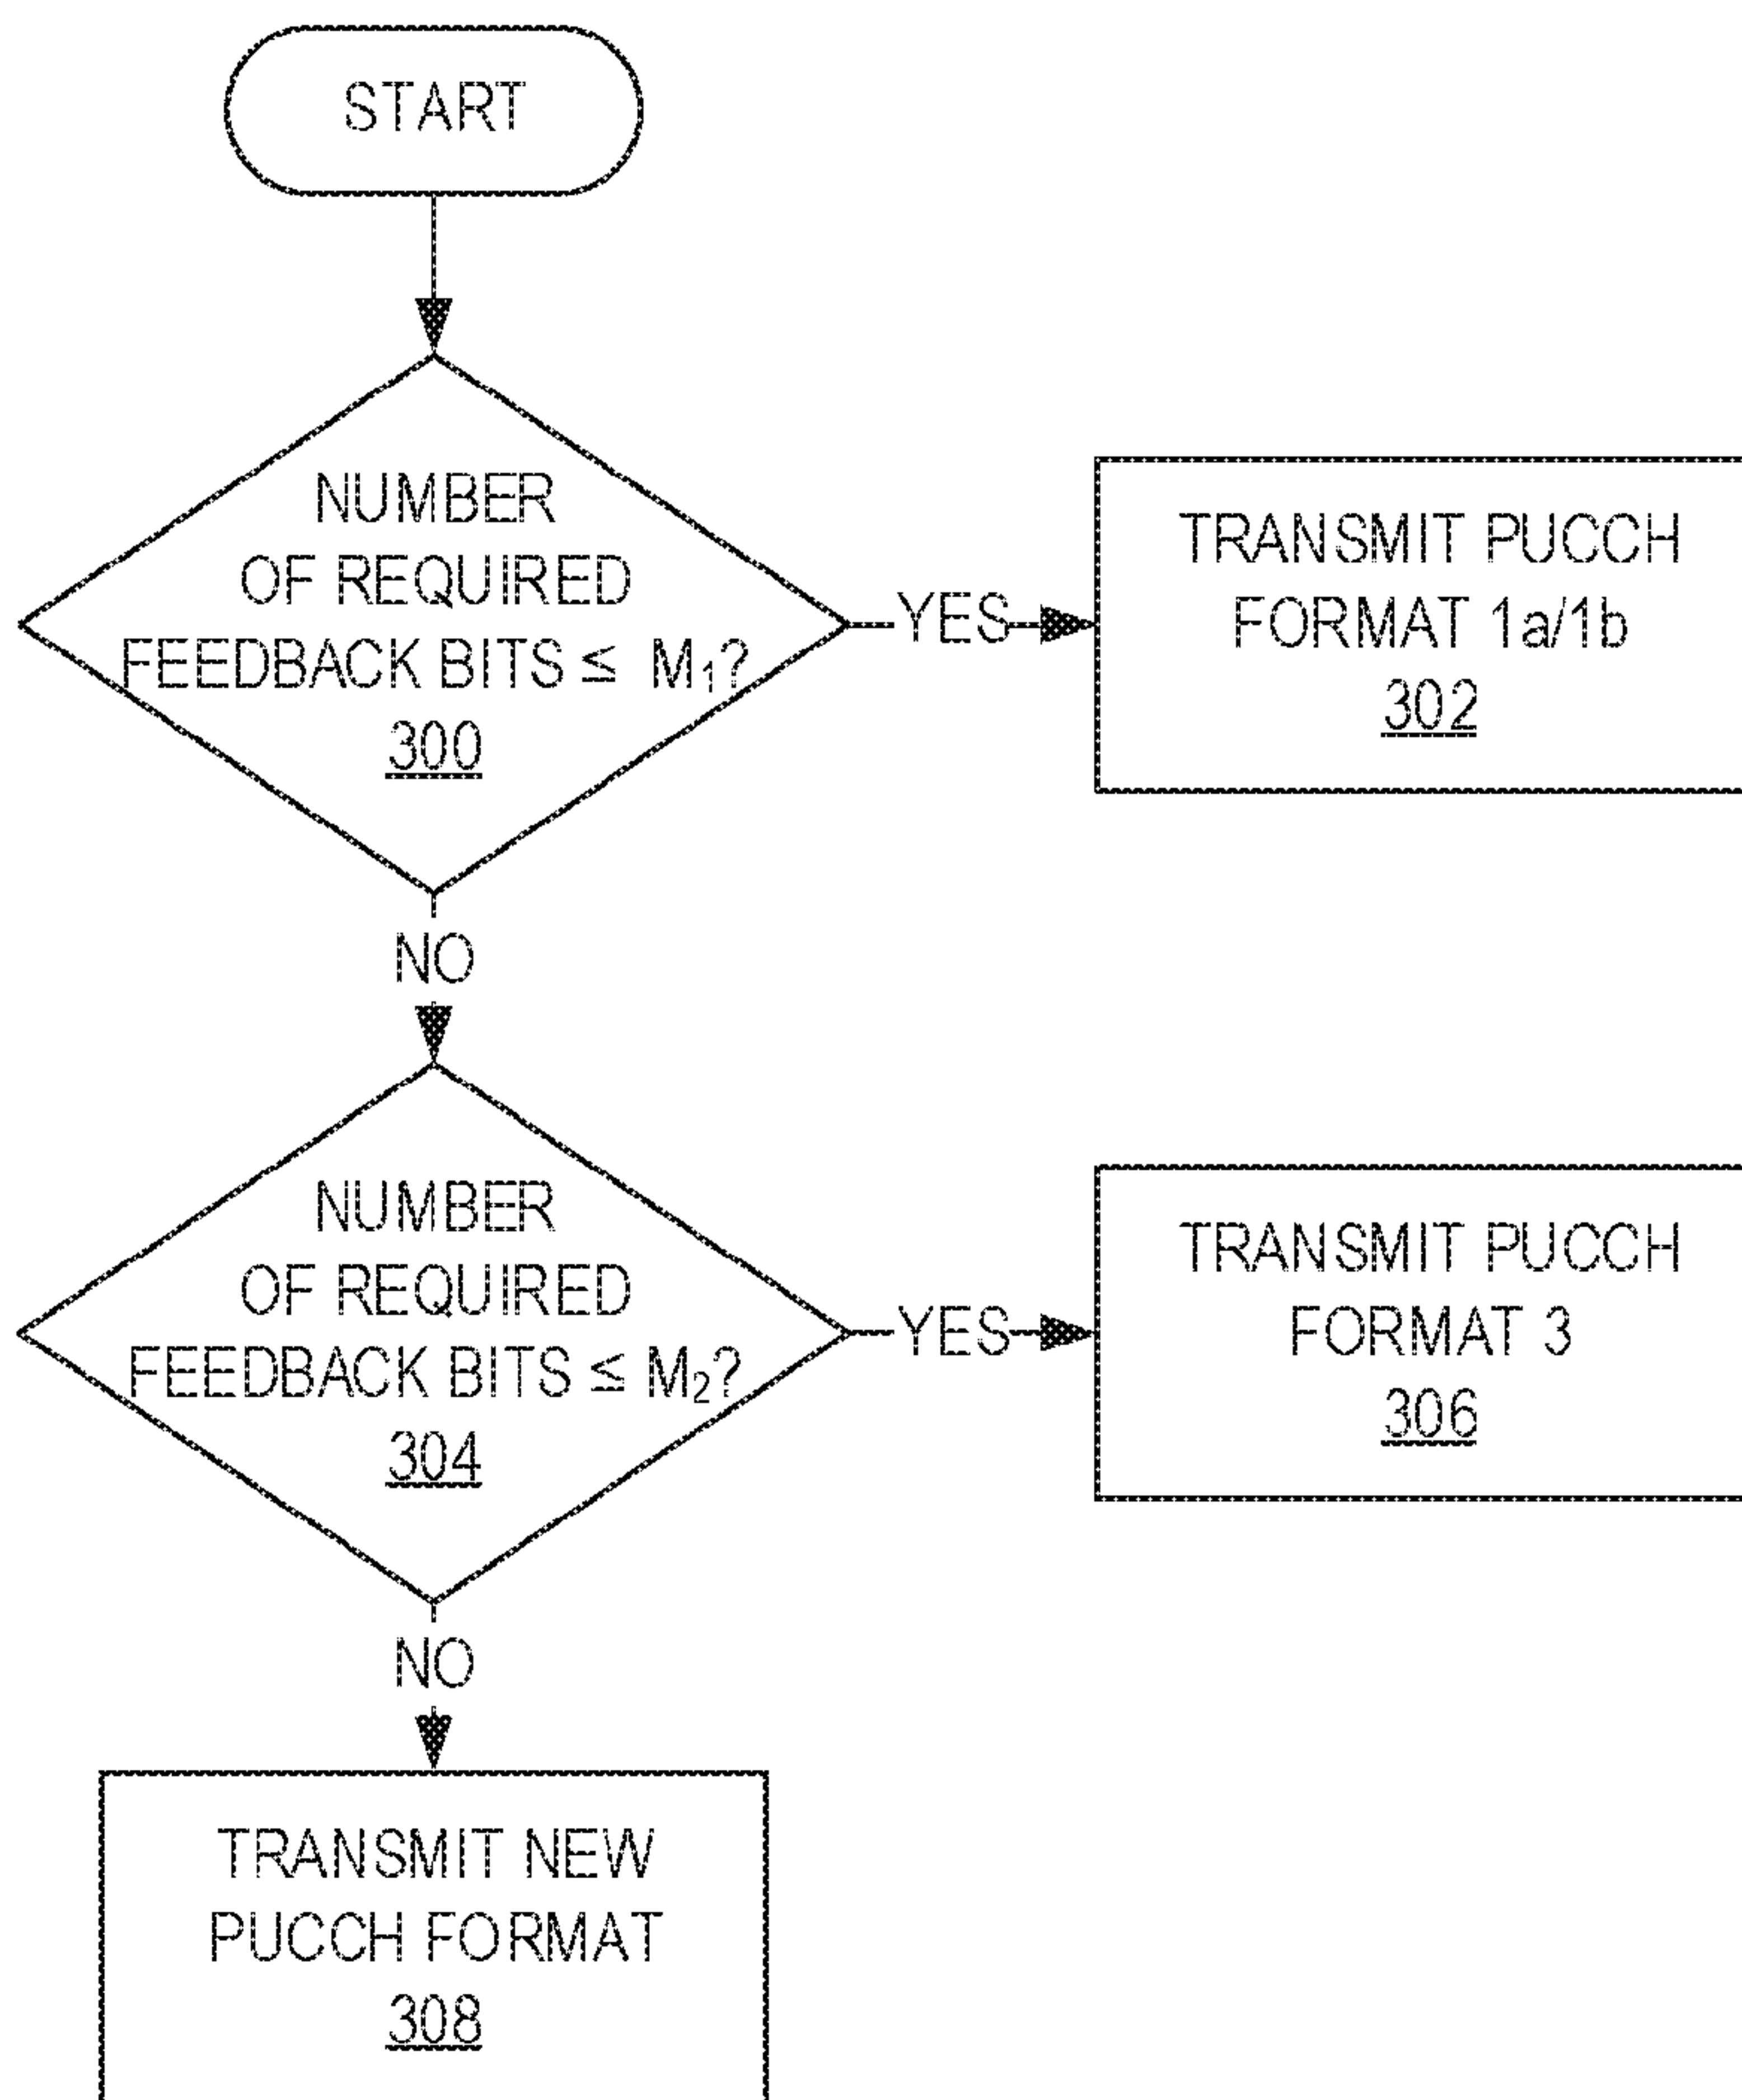 START
NUMBER
OF REQUIRED
FEEDBACK BITS ≤ M₁?
300
YES
TRANSMIT PUCCH
FORMAT 1a/1b
302
NO
NUMBER
OF REQUIRED
FEEDBACK BITS ≤ M₂?
304
YES
TRANSMIT PUCCH
FORMAT 3
306
NO
TRANSMIT NEW
PUCCH FORMAT
308